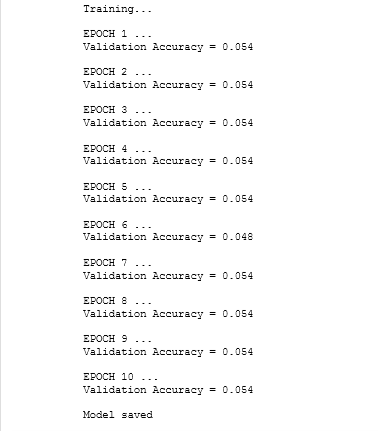 Training...
EPOCH 1 ...
Validation Accuracy = 0.054
EPOCH 2 ...
Validation Accuracy = 0.054
EPOCH 3 ...
Validation Accuracy = 0.054
EPOCH 4 ...
Validation Accuracy = 0.054
EPOCH 5 ...
Validation Accuracy = 0.054
EPOCH 6 ...
Validation Accuracy = 0.048
EPOCH 7 ...
Validation Accuracy = 0.054
EPOCH 8 ...
Validation Accuracy = 0.054
EPOCH 9 ...
Validation Accuracy = 0.054
EPOCH 10 ...
Validation Accuracy = 0.054
Model saved